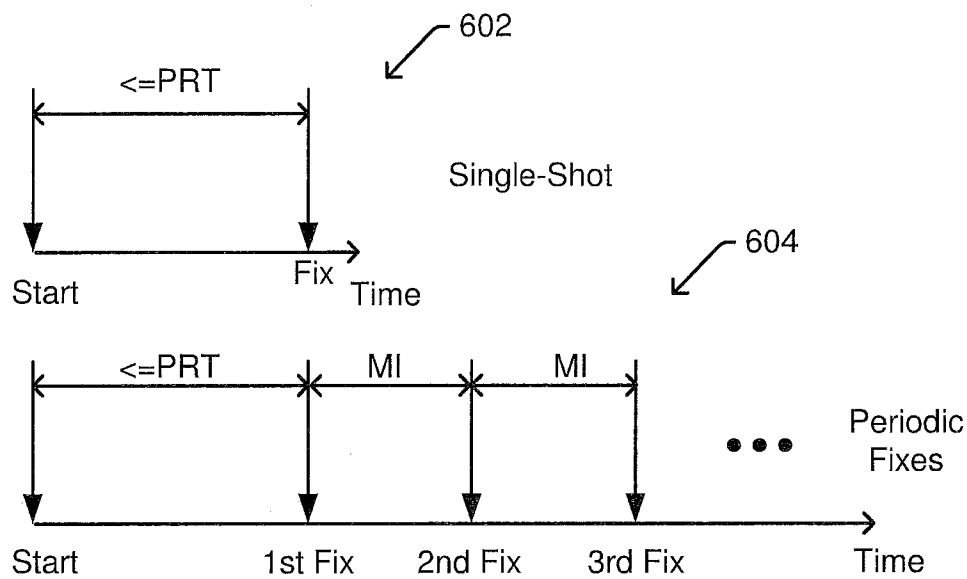 602
<=PRT
Single-Shot
604
Fix
Start
Time
<=PRT
MI
MI
Periodic
Fixes
Start
1st Fix
2nd Fix
3rd Fix
Time